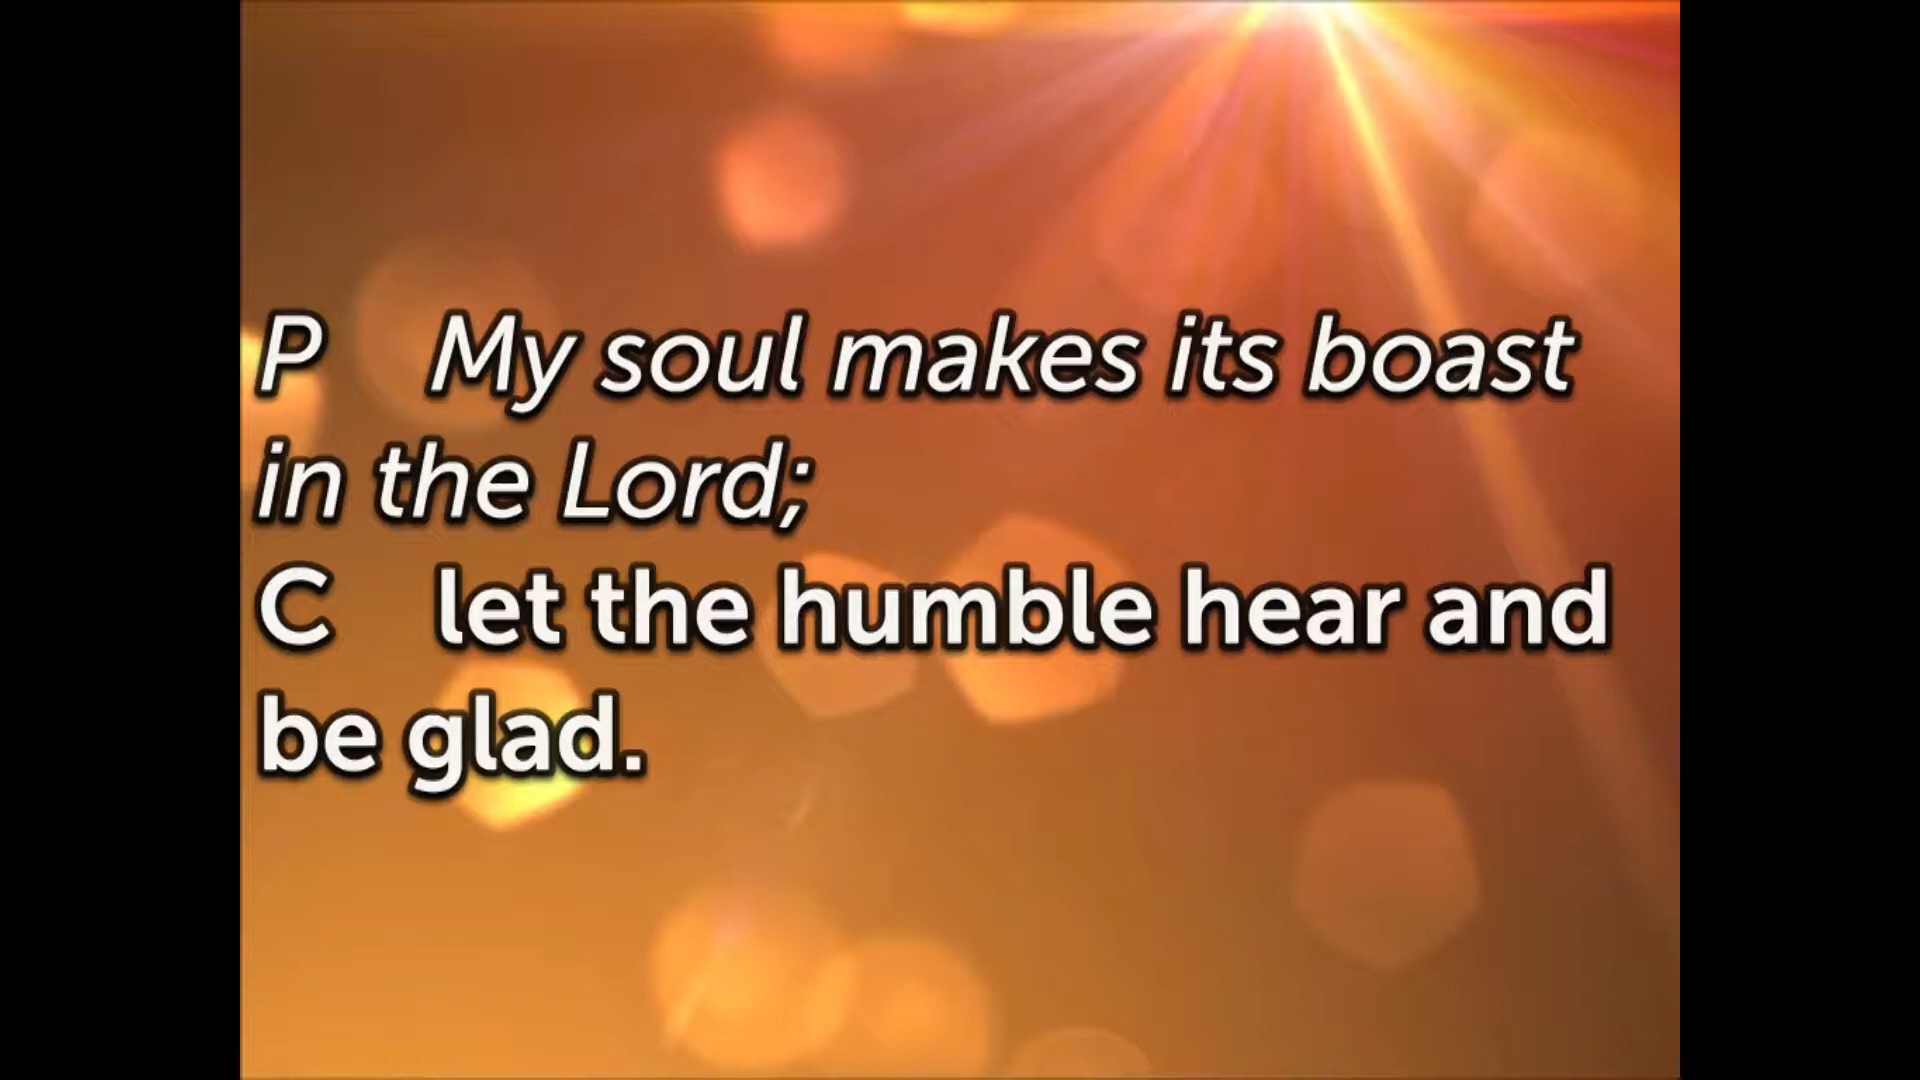 P My soul makes its boast
in the Lord;
C let the humble hear and
be glad.